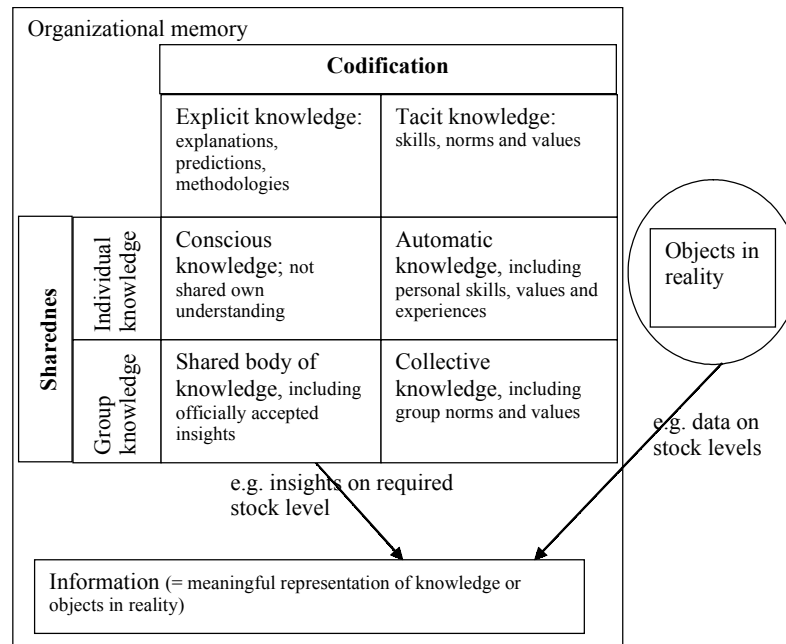 Organizational memory
Codification
Explicit knowledge:
explanations,
predictions,
methodologies
Tacit knowledge:
skills, norms and values
Sharednes
Individual
knowledge
Conscious
knowledge; not
shared own
understanding
Automatic
knowledge, including
personal skills, values and
experiences
Group
knowledge
Shared body of
knowledge, including
officially accepted
insights
Collective
knowledge, including
group norms and values
Objects in
reality
e.g. data on
stock levels
e.g. insights on required
stock level
Information (= meaningful representation of knowledge or
objects in reality)